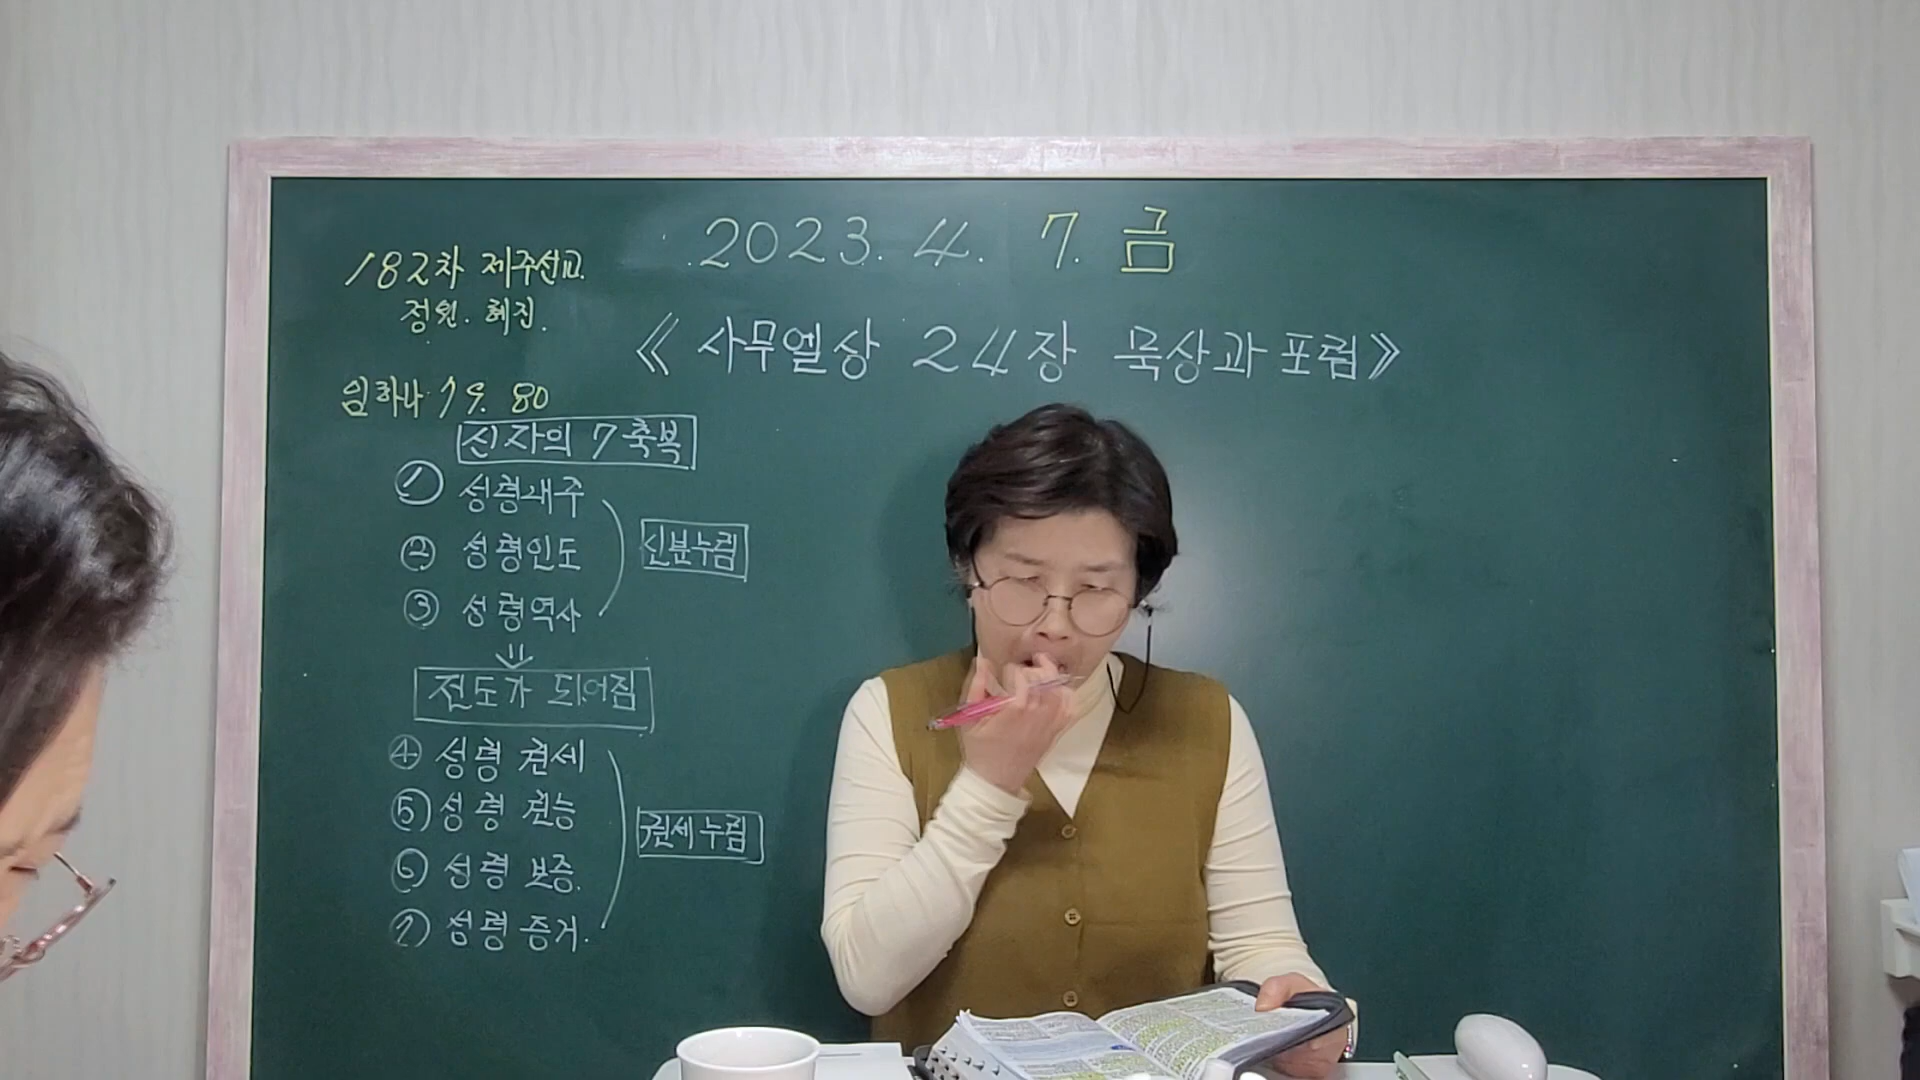 2023. 4. 7. 금
《사무엘상 24장 묵상과 포럼》
182차 제주선교
정원. 혜진.
임하나 79. 80
신자의 7축복
① 성령내주
② 성령인도
③ 성령역사
신분누림
전도가 되어짐
④ 성령 권세
⑤ 성령 권능
⑥ 성령 보증.
⑦ 성령 증거.
권세누림